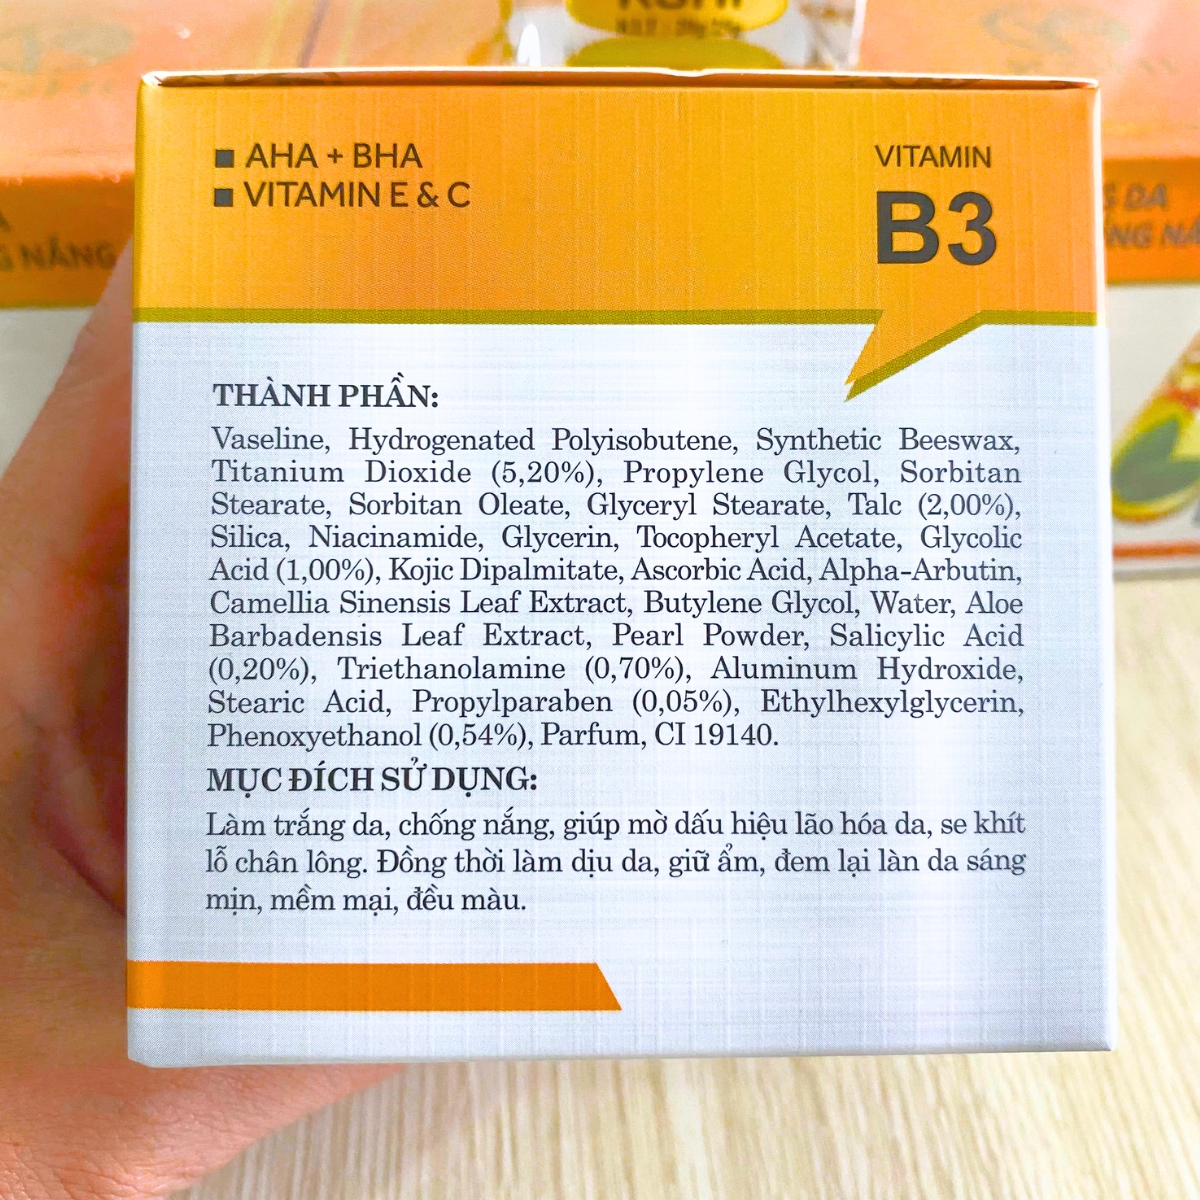 AHA + BHA
VITAMIN E & C
VITAMIN
B3
THÀNH PHẦN:
Vaseline, Hydrogenated Polyisobutene, Synthetic Beeswax,
Titanium Dioxide (5,20%), Propylene Glycol, Sorbitan
Stearate, Sorbitan Oleate, Glyceryl Stearate, Talc (2,00%),
Silica, Niacinamide, Glycerin, Tocopheryl Acetate, Glycolic
Acid (1,00%), Kojic Dipalmitate, Ascorbic Acid, Alpha-Arbutin,
Camellia Sinensis Leaf Extract, Butylene Glycol, Water, Aloe
Barbadensis Leaf Extract, Pearl Powder, Salicylic Acid
(0,20%), Triethanolamine (0,70%), Aluminum Hydroxide,
Stearic Acid, Propylparaben (0,05%), Ethylhexylglycerin,
Phenoxyethanol (0,54%), Parfum, CI 19140.
MỤC ĐÍCH SỬ DỤNG:
Làm trắng da, chống nắng, giúp mờ dấu hiệu lão hóa da, se khít
lỗ chân lông. Đồng thời làm dịu da, giữ ẩm, đem lại làn da sáng
mịn, mềm mại, đều màu.
DA
NẮNG